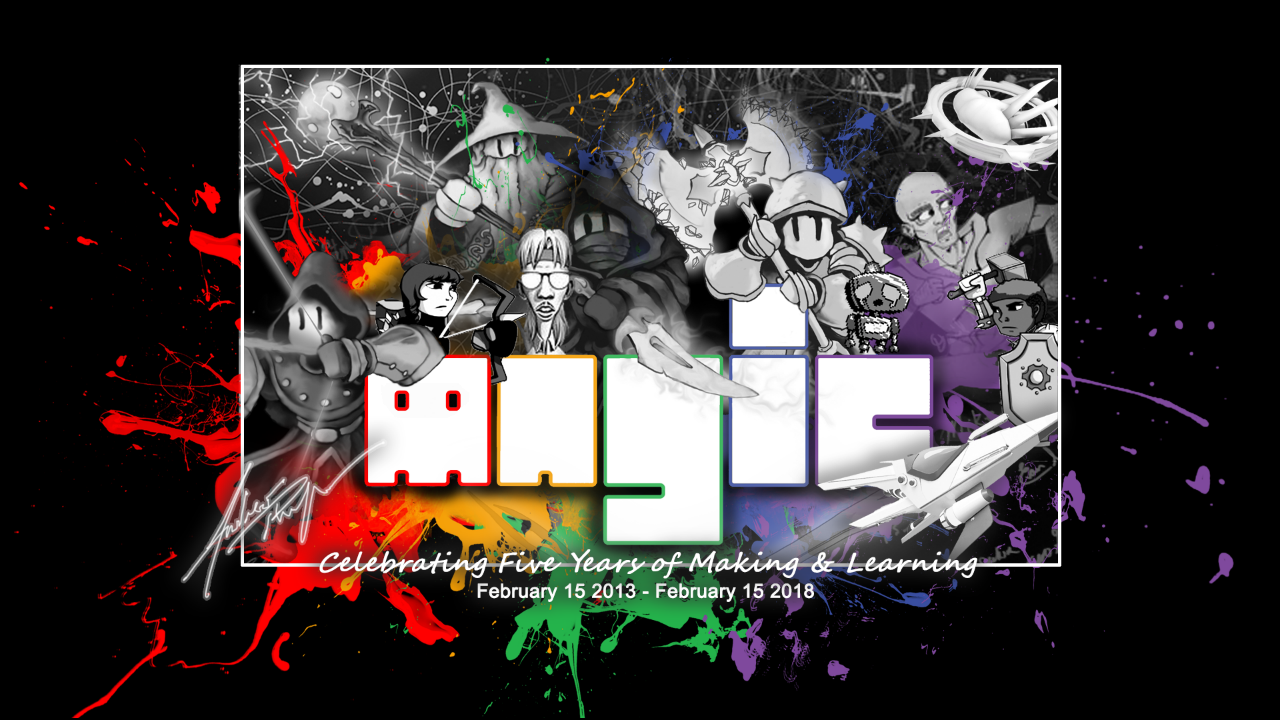 magic
Celebrating Five Years of Making & Learning
February 15 2013 - February 15 2018